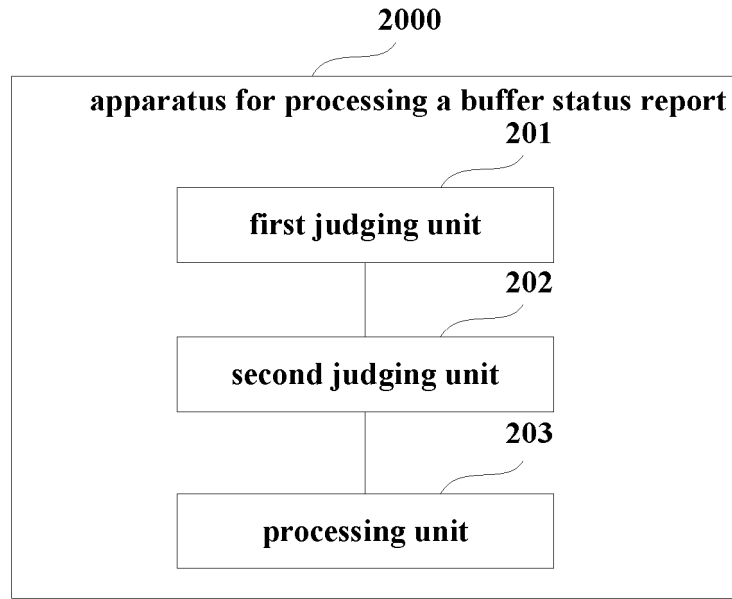 2000
apparatus for processing a buffer status report
201
first judging unit
202
second judging unit
203
processing unit